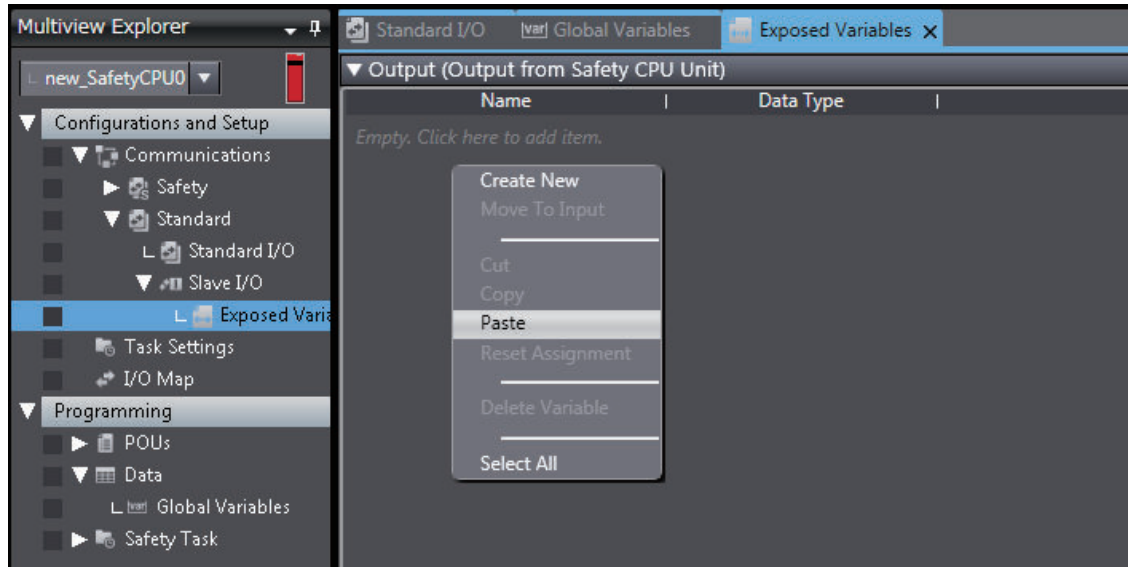 Multiview Explorer
new_SafetyCPU0
Configurations and Setup
Communications
Safety
Standard
Standard I/O
Slave I/O
Exposed Varia
Task Settings
I/O Map
Programming
POUs
Data
Global Variables
Safety Task
Standard I/O var Global Variables Exposed Variables
Output (Output from Safety CPU Unit)
Name Data Type
Empty. Click here to add item.
Create New
Move To Input
Cut
Copy
Paste
Reset Assignment
Delete Variable
Select All